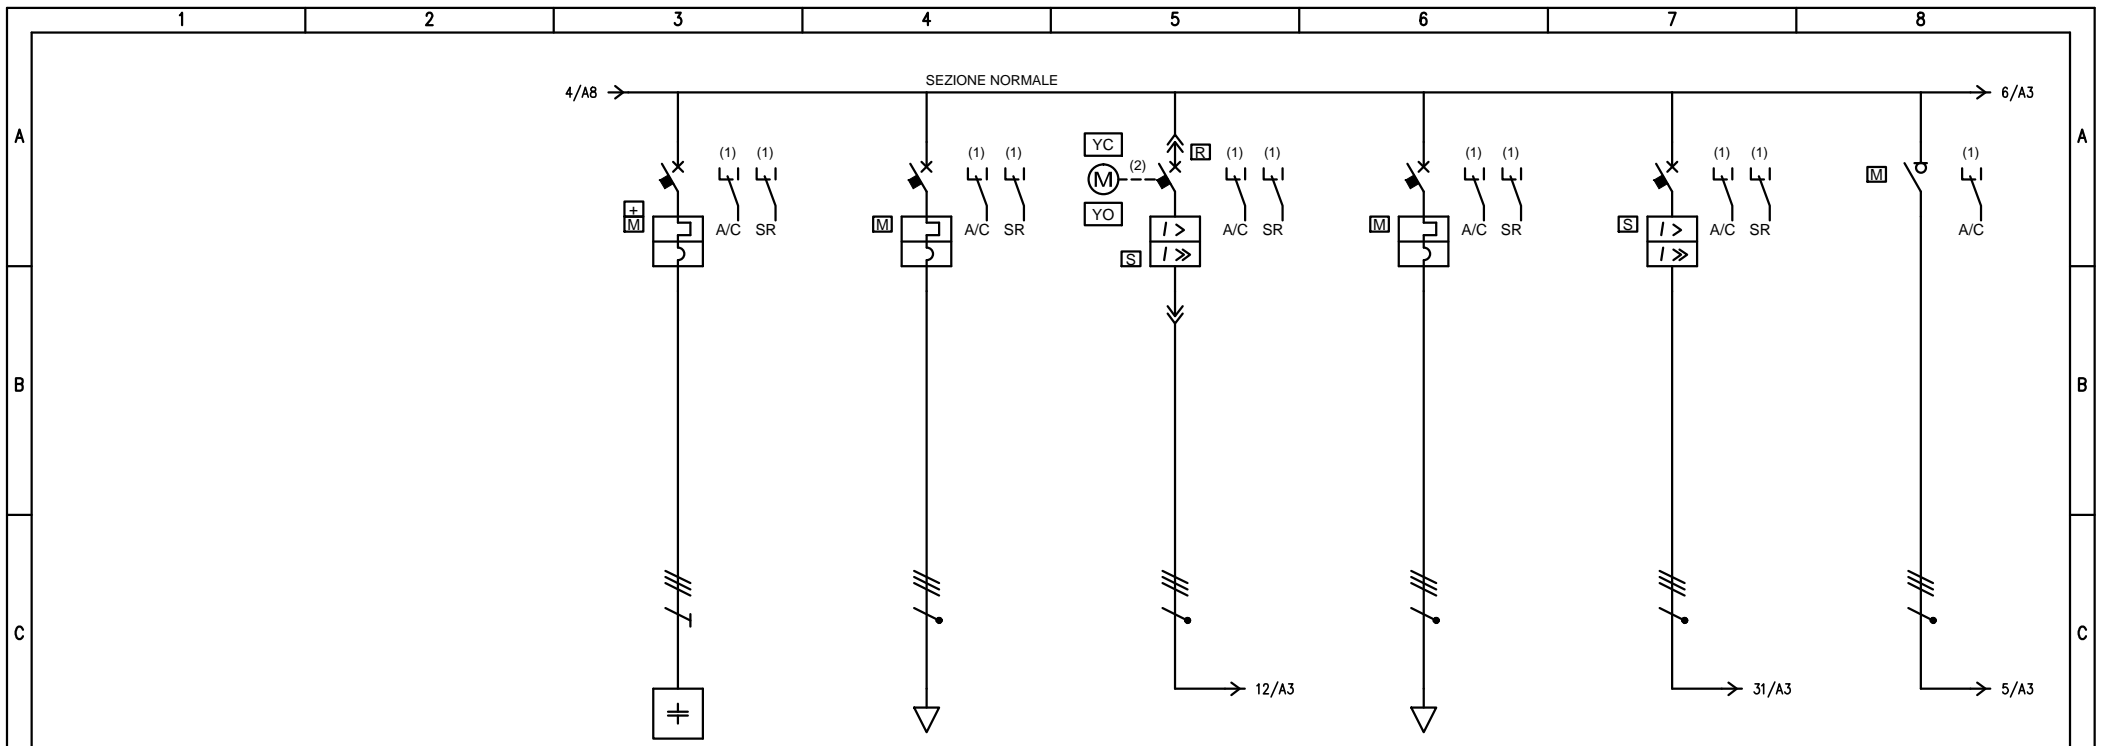 1 2 3 4 5 6 7 8
SEZIONE NORMALE
4/A8 6/A3
A A
(1) (1) (1) (1) YC (2) R (1) (1) (1) (1) (1) (1) (1)
M M
YO
+
M A/C SR M A/C SR A/C SR M A/C SR S A/C SR A/C
I > I >
S I >> I >>
B B
C C
12/A3 31/A3 5/A3